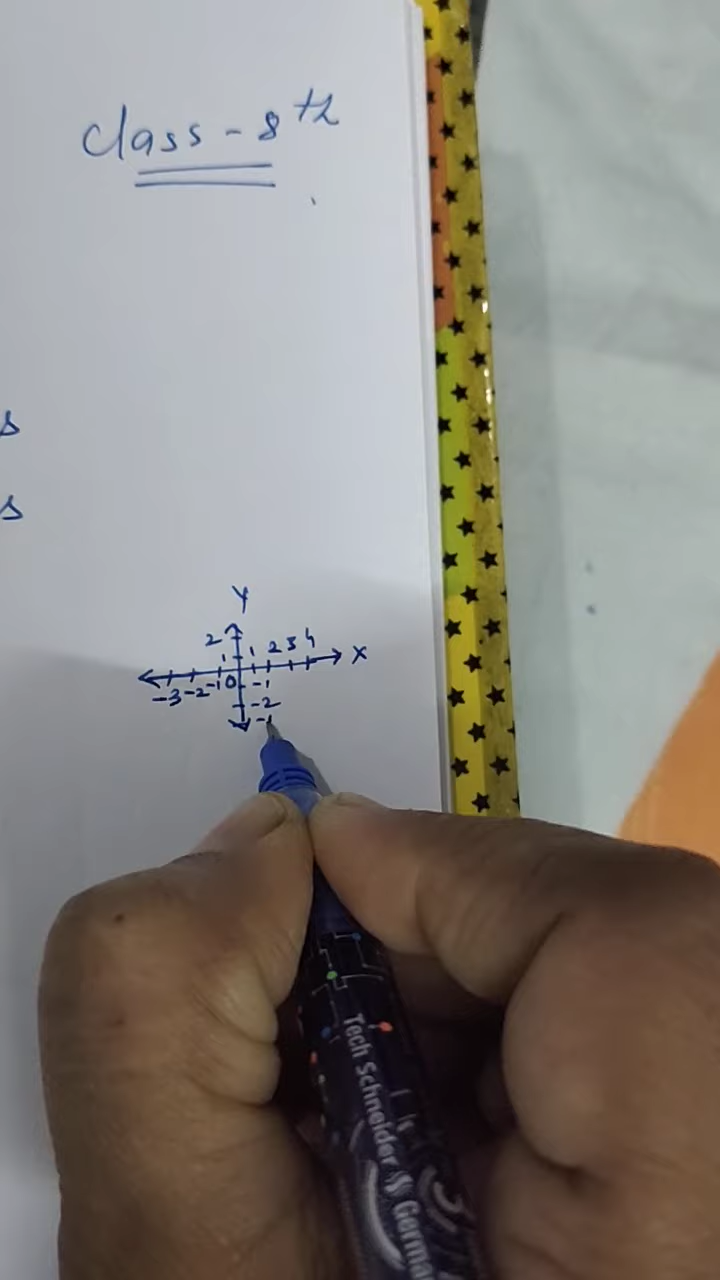 Class - 8th
s
s
Y
2
1 1 2 3 4 X
-3 -2 -1 0 -1
-2
Tech Schneider